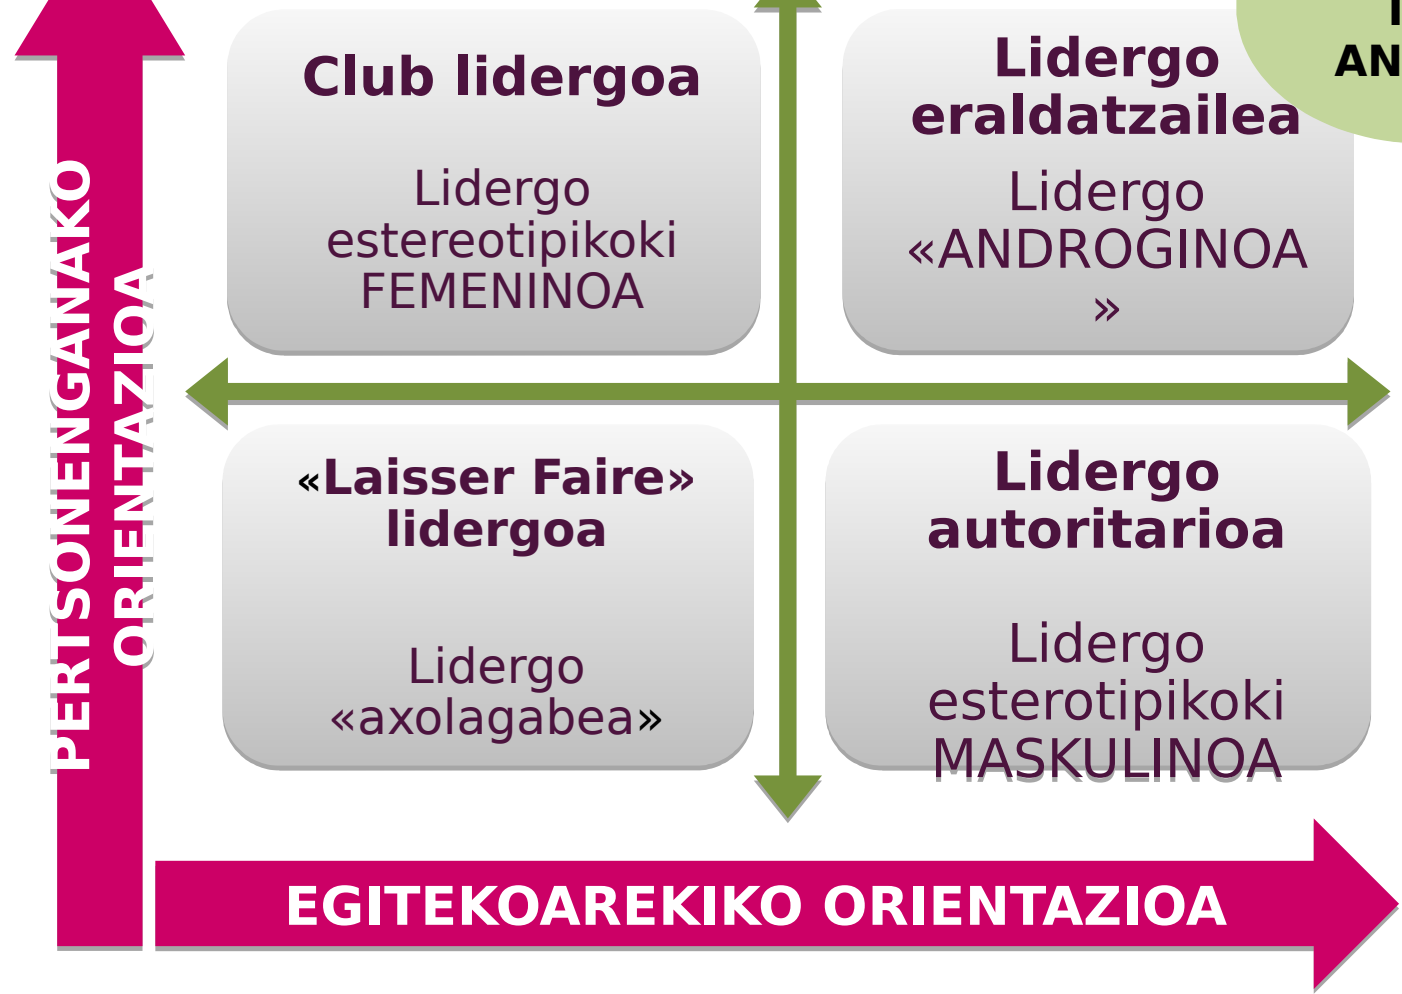 Club lidergoa
Lidergo
estereotipikoki
FEMENINOA
Lidergo
eraldatzailea
Lidergo
«ANDROGINOA
»
PERTSONENGANAKO
ORIENTAZIOA
«Laisser Faire»
lidergoa
Lidergo
«axolagabea»
Lidergo
autoritarioa
Lidergo
esterotipikoki
MASKULINOA
EGITEKOAREKIKO ORIENTAZIOA